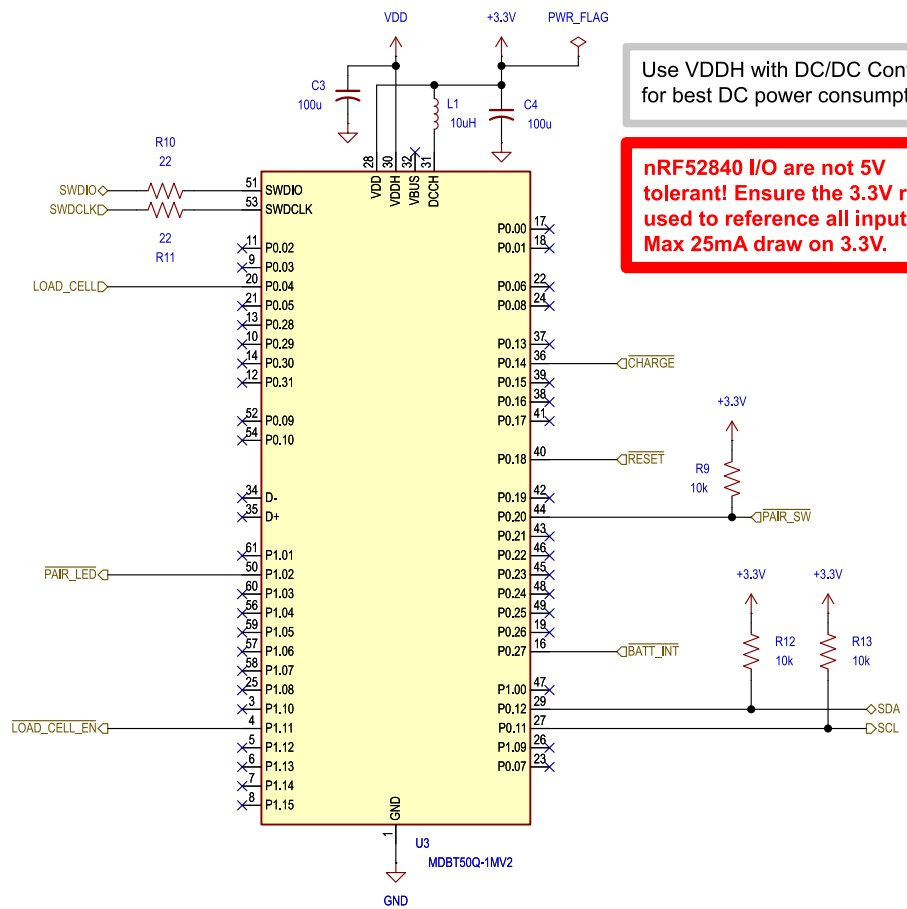 VDD
+3.3V
PWR_FLAG
C3
100u
L1
10uH
C4
100u
Use VDDH with DC/DC
for best DC power
nRF52840 I/O are not 5V
tolerant! Ensure the 3.3V
used to reference all
Max 25mA draw on 3.3V.
28
30
32
31
VDD
VDDH
VBUS
DCCH
R10
22
SWDIO
51
SWDIO
SWDCLK
53
SWDCLK
22
R11
11
P0.02
9
P0.03
LOAD_CELL
20
P0.04
21
P0.05
13
P0.28
10
P0.29
14
P0.30
12
P0.31
52
P0.09
54
P0.10
34
D-
35
D+
61
P1.01
PAIR_LED
50
P1.02
60
P1.03
56
P1.04
59
P1.05
57
P1.06
58
P1.07
25
P1.08
3
P1.10
LOAD_CELL_EN
4
P1.11
5
P1.12
6
P1.13
7
P1.14
8
P1.15
P0.00
17
P0.01
18
P0.06
22
P0.08
24
P0.13
37
P0.14
36
CHARGE
P0.15
39
P0.16
38
P0.17
41
P0.18
40
RESET
+3.3V
R9
10k
P0.19
42
P0.20
44
PAIR_SW
P0.21
43
P0.22
46
P0.23
45
P0.24
48
P0.25
49
P0.26
19
P0.27
16
BATT_INT
+3.3V
+3.3V
R12
10k
R13
10k
P1.00
47
P0.12
29
SDA
P0.11
27
SCL
P1.09
26
P0.07
23
GND
1
U3
MDBT50Q-1MV2
GND